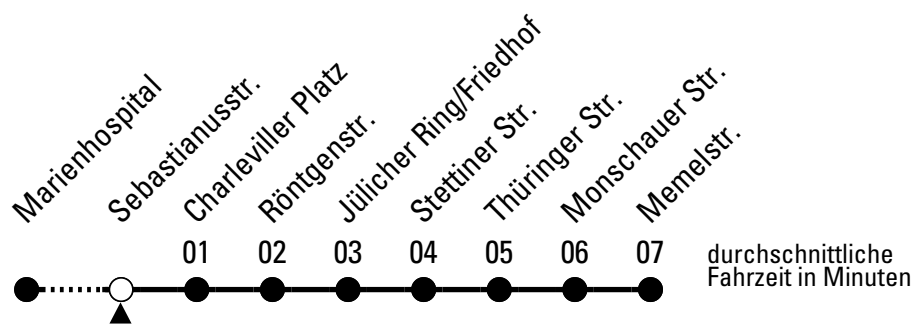 Marienhospital
Sebastianusstr.
Charleviller Platz
Röntgenstr.
Jülicher Ring/Friedhof
Stettiner Str.
Thüringer Str.
Monschauer Str.
Memelstr.
01 02 03 04 05 06 07
durchschnittliche
Fahrzeit in Minuten